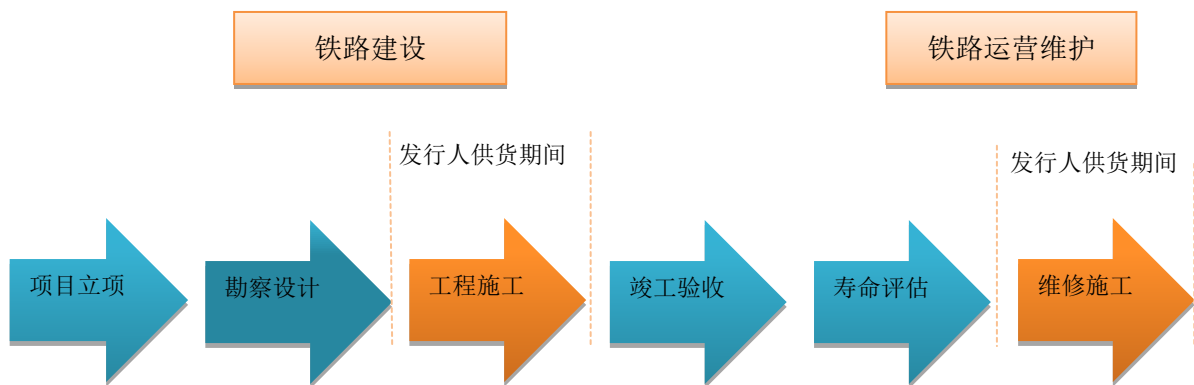 铁路建设
铁路运营维护
发行人供货期间
发行人供货期间
项目立项
勘察设计
工程施工
竣工验收
寿命评估
维修施工